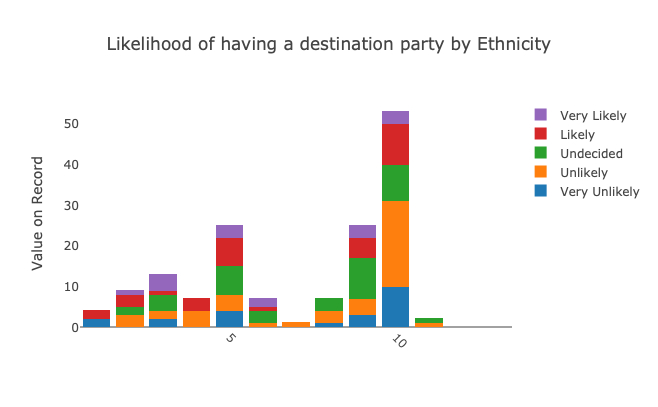 Likelihood of having a destination party by Ethnicity
Value on Record
50
40
30
20
10
0
5
10
Very Likely
Likely
Undecided
Unlikely
Very Unlikely